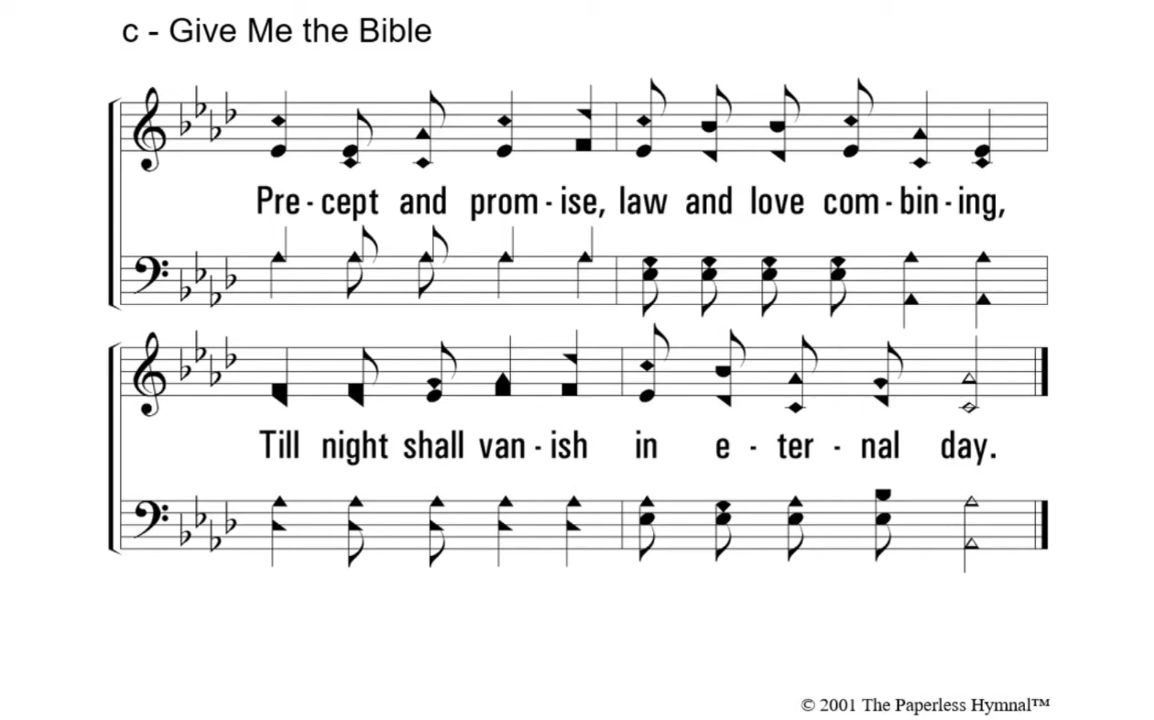 c - Give Me the Bible
Pre - cept and prom - ise, law and love com - bin - ing,
Till night shall van - ish in e - ter - nal day.
© 2001 The Paperless Hymnal™